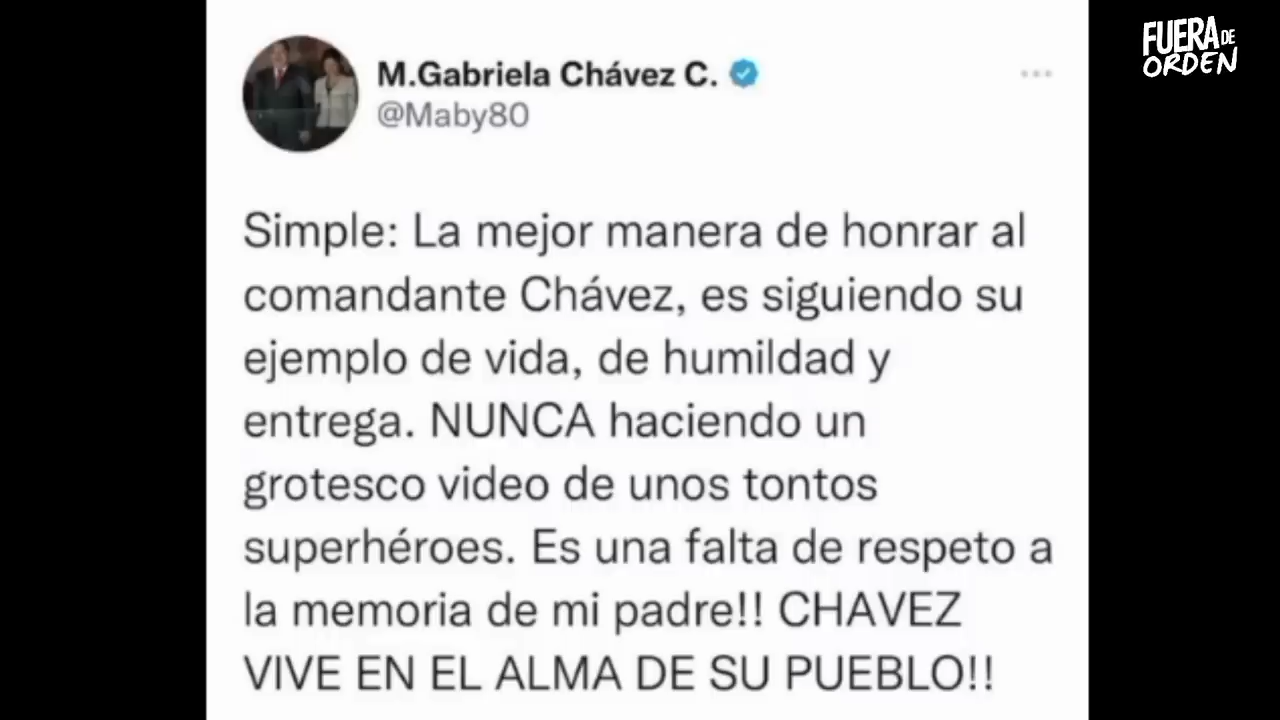 FUERA DE
ORDEN
M.Gabriela Chávez C.
@Maby80
Simple: La mejor manera de honrar al
comandante Chávez, es siguiendo su
ejemplo de vida, de humildad y
entrega. NUNCA haciendo un
grotesco video de unos tontos
superhéroes. Es una falta de respeto a
la memoria de mi padre!! CHAVEZ
VIVE EN EL ALMA DE SU PUEBLO!!